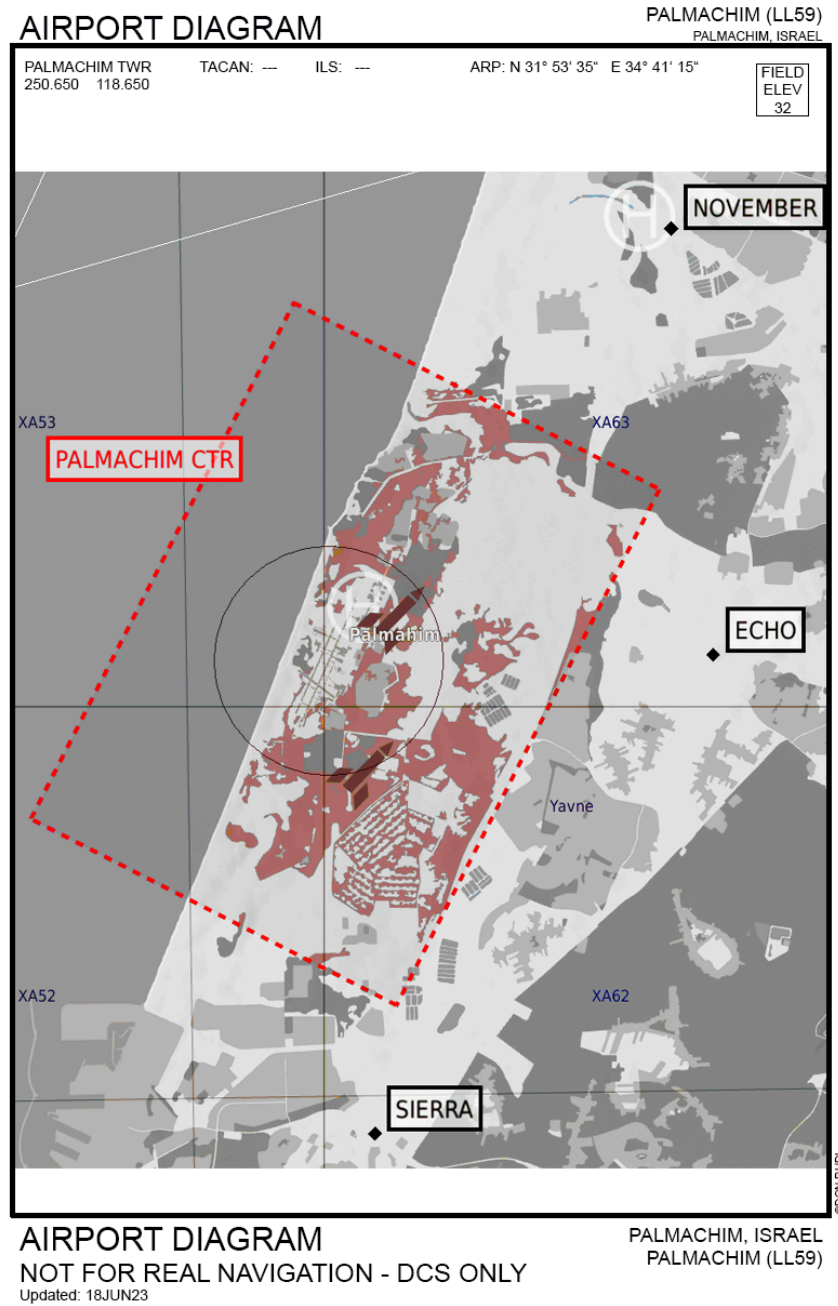 AIRPORT DIAGRAM
PALMACHIM (LL59)
PALMACHIM, ISRAEL
PALMACHIM TWR
250.650 118.650
TACAN: ---
ILS: ---
ARP: N 31° 53' 35“ E 34° 41' 15“
FIELD
ELEV
32
NOVEMBER
XA53
XA63
PALMACHIM CTR
H
H
Palmahim
ECHO
Yavne
XA52
XA62
SIERRA
AIRPORT DIAGRAM
PALMACHIM, ISRAEL
PALMACHIM (LL59)
NOT FOR REAL NAVIGATION - DCS ONLY
Updated: 18JUN23